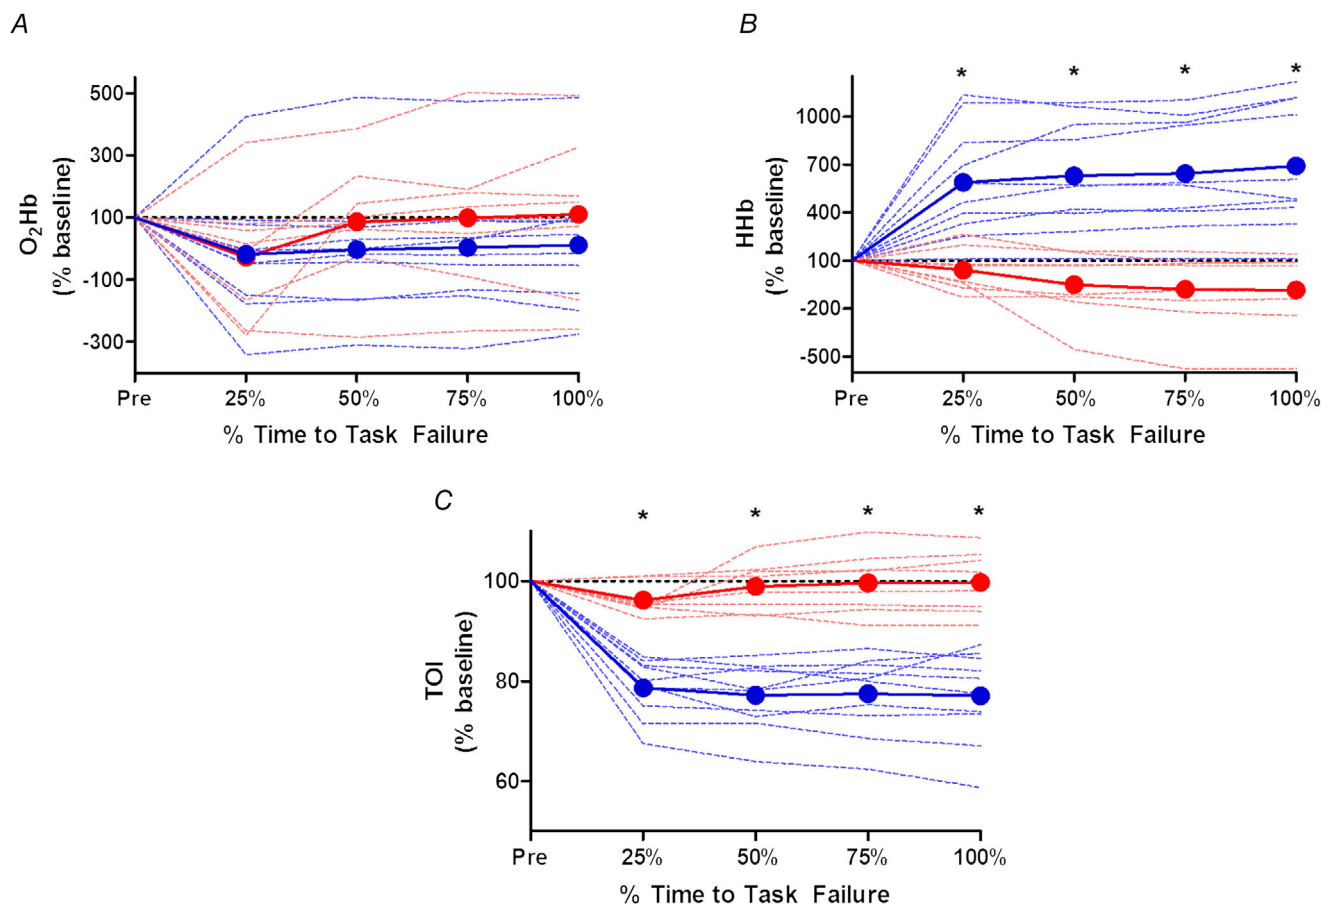 A
B
* * * *
500
300
100
-100
-300
O₂Hb
(% baseline)
Pre 25% 50% 75% 100%
% Time to Task Failure
1000
700
400
100
-200
-500
HHb
(% baseline)
Pre 25% 50% 75% 100%
% Time to Task Failure
C
* * * *
100
80
60
TOI
(% baseline)
Pre 25% 50% 75% 100%
% Time to Task Failure